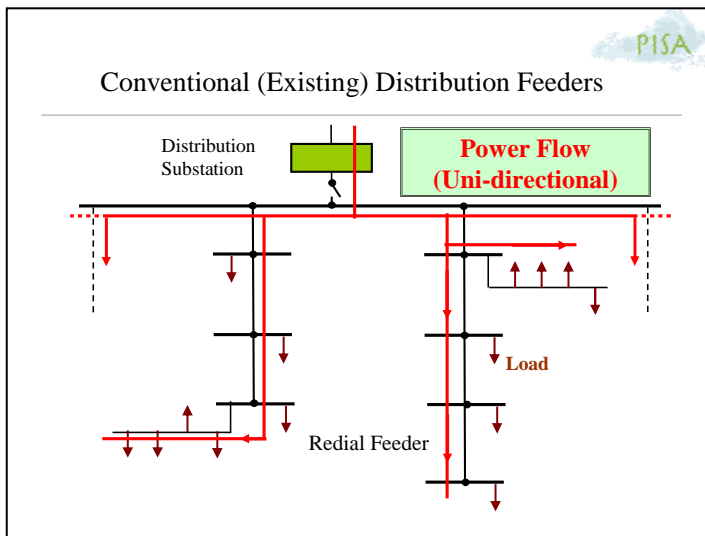 PISA
Conventional (Existing) Distribution Feeders
Distribution
Substation
Power Flow
(Uni-directional)
Load
Redial Feeder